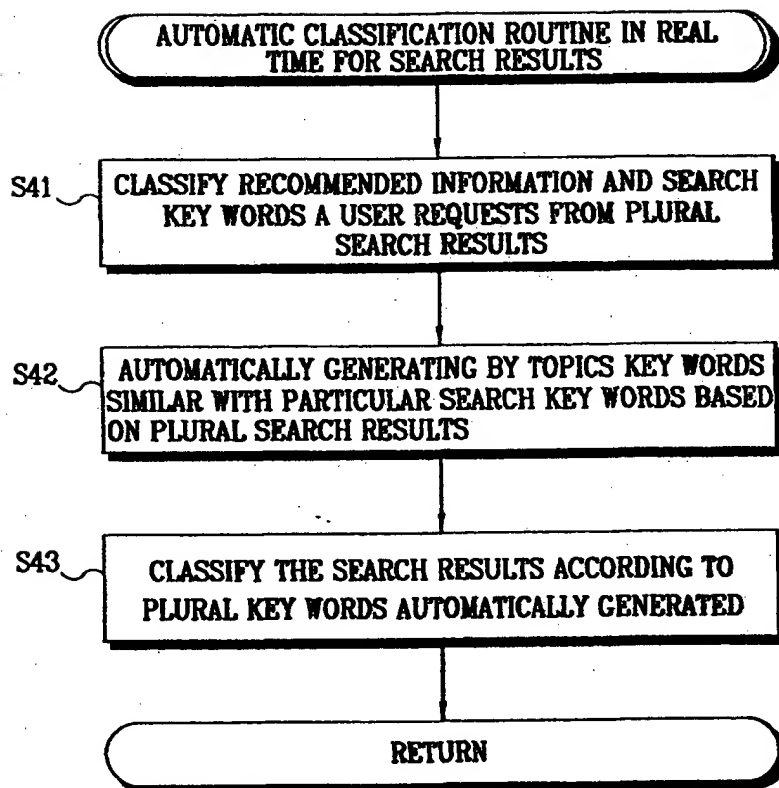 AUTOMATIC CLASSIFICATION ROUTINE IN REAL
TIME FOR SEARCH RESULTS
S41
CLASSIFY RECOMMENDED INFORMATION AND SEARCH
KEY WORDS A USER REQUESTS FROM PLURAL
SEARCH RESULTS
S42
AUTOMATICALLY GENERATING BY TOPICS KEY WORDS
SIMILAR WITH PARTICULAR SEARCH KEY WORDS BASED
ON PLURAL SEARCH RESULTS
S43
CLASSIFY THE SEARCH RESULTS ACCORDING TO
PLURAL KEY WORDS AUTOMATICALLY GENERATED
RETURN